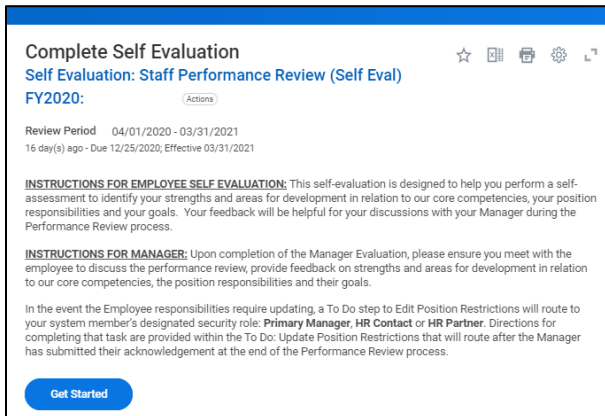 Complete Self Evaluation
Self Evaluation: Staff Performance Review (Self Eval)
FY2020:
Actions
Review Period 04/01/2020 - 03/31/2021
16 day(s) ago - Due 12/25/2020; Effective 03/31/2021
INSTRUCTIONS FOR EMPLOYEE SELF EVALUATION: This self-evaluation is designed to help you perform a self-
assessment to identify your strengths and areas for development in relation to our core competencies, your position
responsibilities and your goals. Your feedback will be helpful for your discussions with your Manager during the
Performance Review process.
INSTRUCTIONS FOR MANAGER: Upon completion of the Manager Evaluation, please ensure you meet with the
employee to discuss the performance review, provide feedback on strengths and areas for development in relation
to our core competencies, the position responsibilities and their goals.
In the event the Employee responsibilities require updating, a To Do step to Edit Position Restrictions will route to
your system member's designated security role: Primary Manager, HR Contact or HR Partner. Directions for
completing that task are provided within the To Do: Update Position Restrictions that will route after the Manager
has submitted their acknowledgement at the end of the Performance Review process.
Get Started